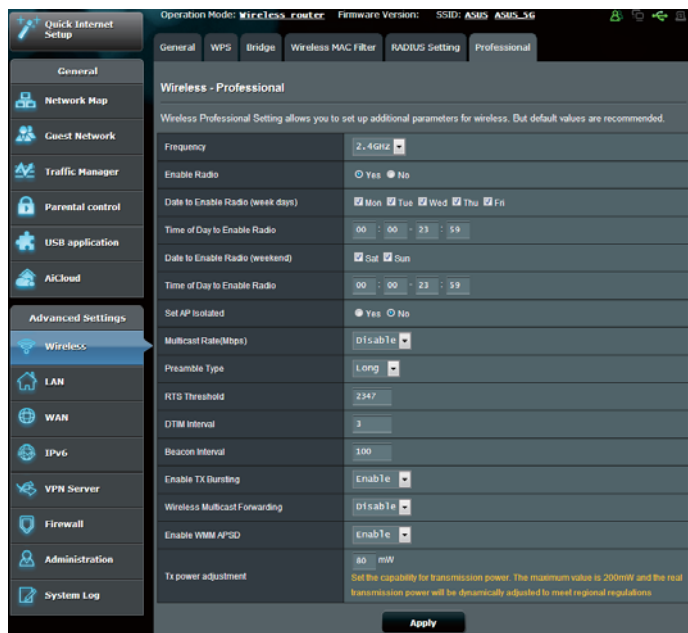 Quick Internet
Setup
Operation Mode: Wireless router Firmware Version: SSID: ASUS ASUS_5G
General WPS Bridge Wireless MAC Filter RADIUS Setting Professional
General
Network Map
Guest Network
Traffic Manager
Parental control
USB application
AiCloud
Advanced Settings
Wireless
LAN
WAN
IPv6
VPN Server
Firewall
Administration
System Log
Wireless - Professional
Wireless Professional Setting allows you to set up additional parameters for wireless. But default values are recommended.
Frequency 2.4GHz
Enable Radio Yes No
Date to Enable Radio (week days) Mon Tue Wed Thu Fri
Time of Day to Enable Radio 00 : 00 - 23 : 59
Date to Enable Radio (weekend) Sat Sun
Time of Day to Enable Radio 00 : 00 - 23 : 59
Set AP Isolated Yes No
Multicast Rate(Mbps) Disable
Preamble Type Long
RTS Threshold 2347
DTIM Interval 3
Beacon Interval 100
Enable TX Bursting Enable
Wireless Multicast Forwarding Disable
Enable WMM APSD Enable
Tx power adjustment 80 mW
Set the capability for transmission power. The maximum value is 200mW and the real
transmission power will be dynamically adjusted to meet regional regulations
Apply